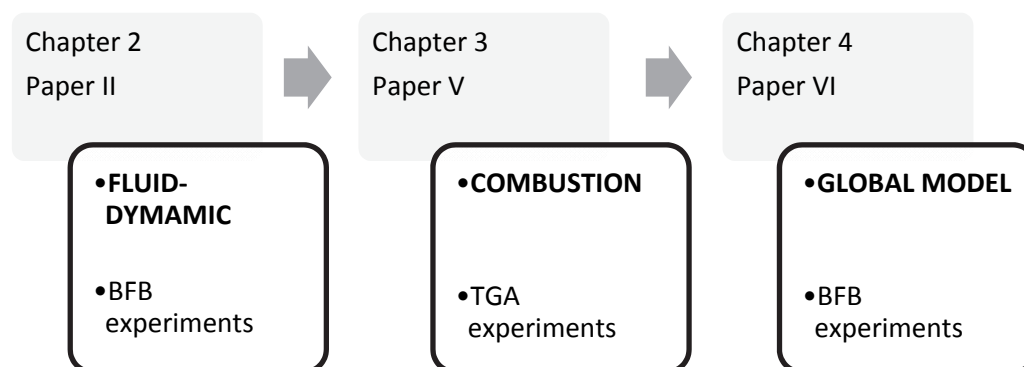 Chapter 2
Paper II
•FLUID-
DYMAMIC
•BFB
experiments
Chapter 3
Paper V
•COMBUSTION
•TGA
experiments
Chapter 4
Paper VI
•GLOBAL MODEL
•BFB
experiments